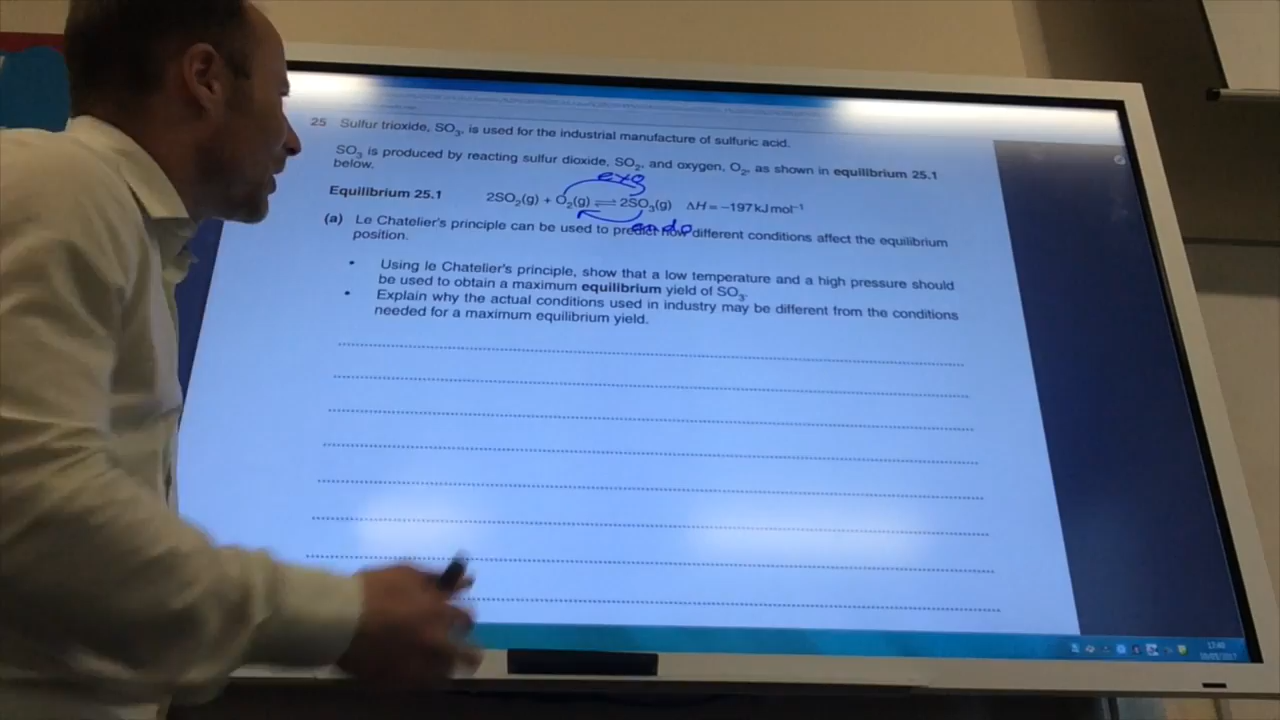 25 Sulfur trioxide, SO₃, is used for the industrial manufacture of sulfuric acid.
SO₃ is produced by reacting sulfur dioxide, SO₂, and oxygen, O₂, as shown in equilibrium 25.1
below.
exo
Equilibrium 25.1 2SO₂(g) + O₂(g) ⇌ 2SO₃(g) ΔH = −197 kJ mol⁻¹
endo
(a) Le Chatelier's principle can be used to predict how different conditions affect the equilibrium
position.
• Using le Chatelier's principle, show that a low temperature and a high pressure should
be used to obtain a maximum equilibrium yield of SO₃.
• Explain why the actual conditions used in industry may be different from the conditions
needed for a maximum equilibrium yield.